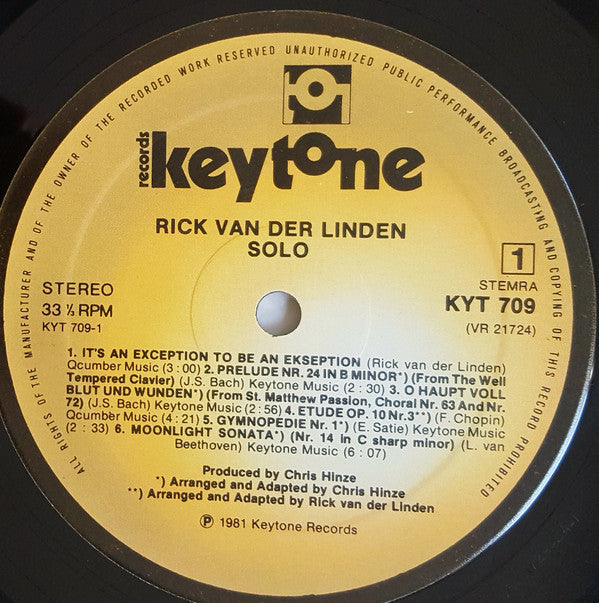 ALL RIGHTS OF THE MANUFACTURER AND OF THE OWNER OF THE RECORDED WORK RESERVED UNAUTHORIZED PUBLIC PERFORMANCE BROADCASTING AND COPYING OF THIS RECORD PROHIBITED
records
keytone
RICK VAN DER LINDEN
SOLO
1
STEREO
STEMRA
33 ⅓ RPM
KYT 709
KYT 709-1
(VR 21724)
1. IT'S AN EXCEPTION TO BE AN EKSEPTION (Rick van der Linden)
Qcumber Music (3:00) 2. PRELUDE NR. 24 IN B MINOR*) (From The Well
Tempered Clavier) (J.S. Bach) Keytone Music (2:30) 3. O HAUPT VOLL
BLUT UND WUNDEN*) (From St. Matthew Passion, Choral Nr. 63 And Nr.
72) (J.S. Bach) Keytone Music (2:56) 4. ETUDE OP. 10 Nr.3**) (F. Chopin)
Qcumber Music (4:21) 5. GYMNOPEDIE Nr. 1*) (E. Satie) Keytone Music
(2:33) 6. MOONLIGHT SONATA*) (Nr. 14 in C sharp minor) (L. van
Beethoven) Keytone Music (6:07)
Produced by Chris Hinze
*) Arranged and Adapted by Chris Hinze
**) Arranged and Adapted by Rick van der Linden
℗ 1981 Keytone Records